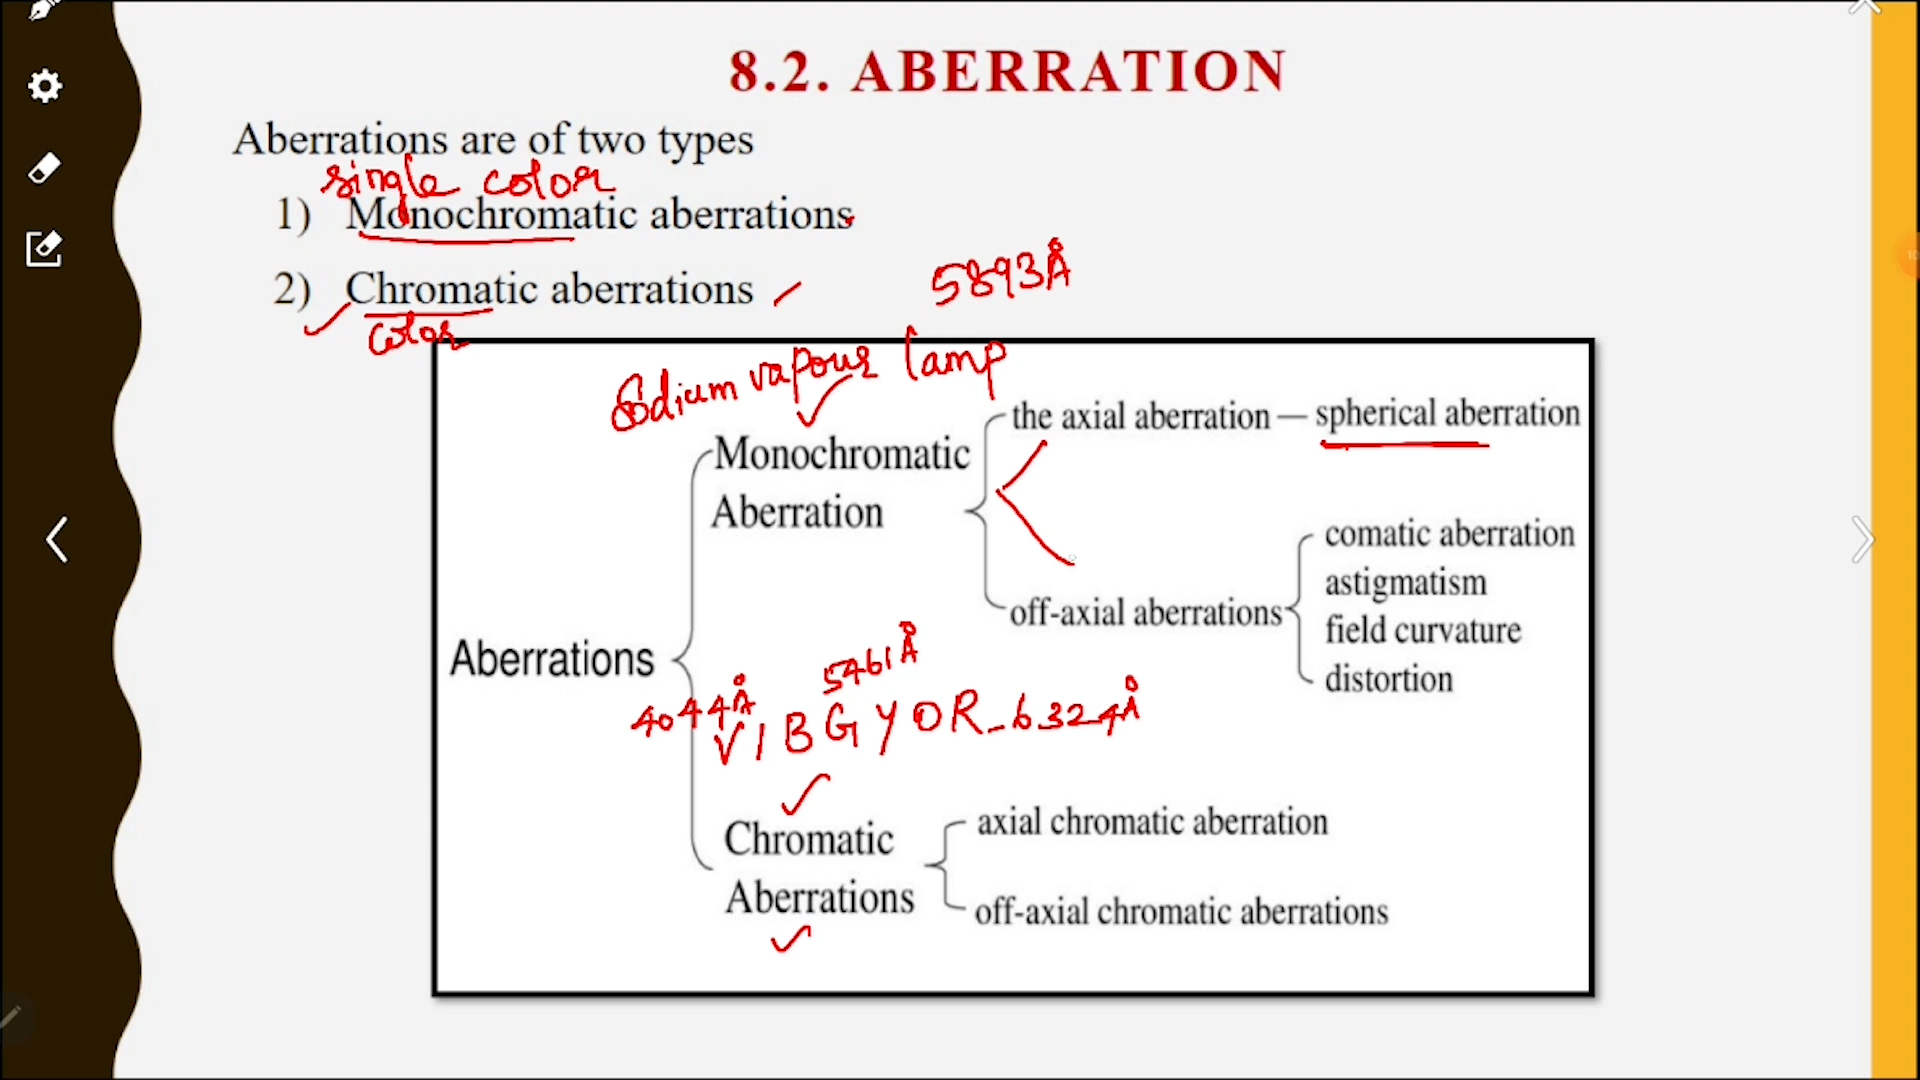 8.2. ABERRATION
Aberrations are of two types
single color
1) Monochromatic aberrations
5893Å
2) Chromatic aberrations
color
Sodium vapour lamp
the axial aberration — spherical aberration
Monochromatic
Aberration
comatic aberration
astigmatism
off-axial aberrations
field curvature
distortion
Aberrations
5461Å
4044Å
VIBGYOR - 6324Å
Chromatic
Aberrations
axial chromatic aberration
off-axial chromatic aberrations